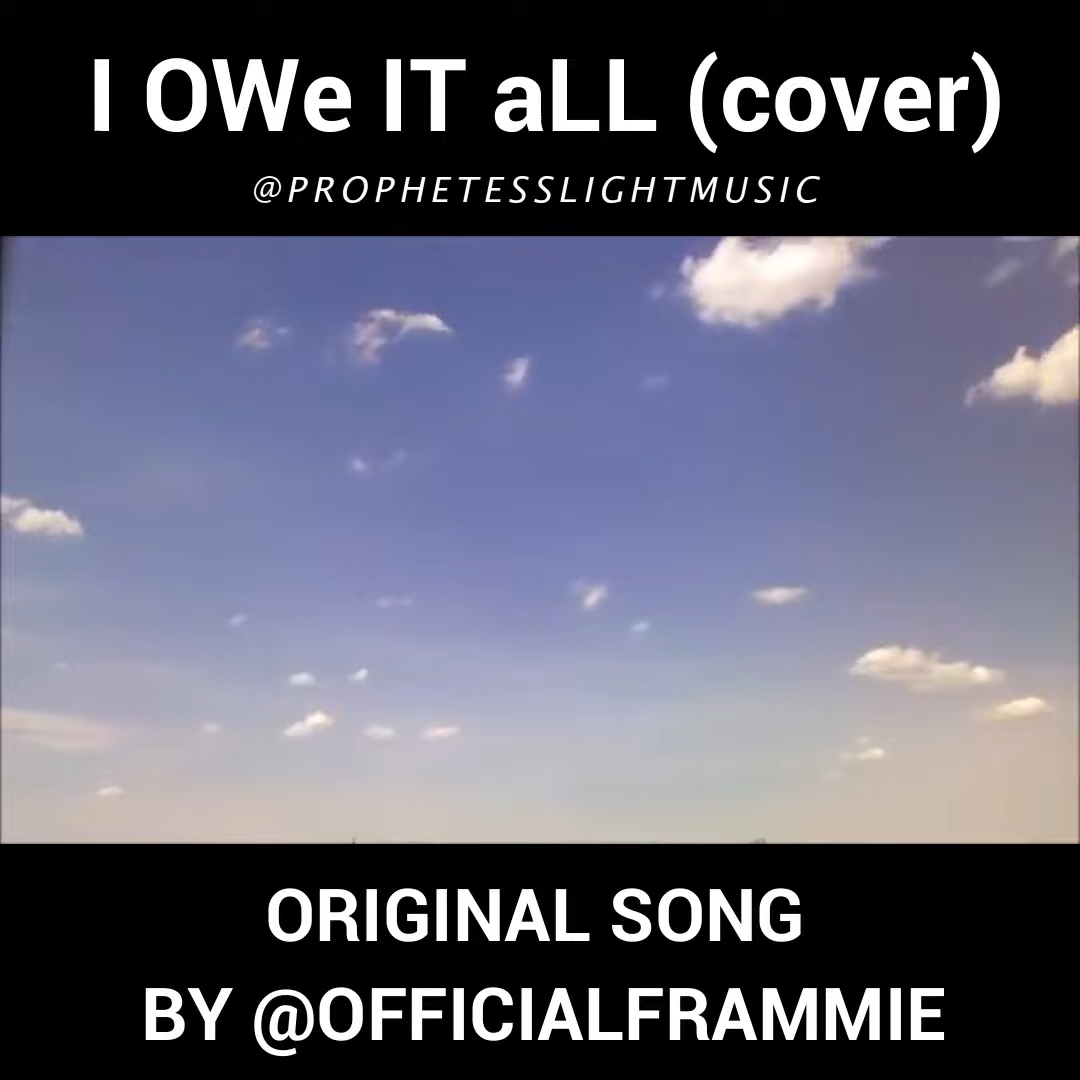 I OWe IT aLL (cover)
@PROPHETESSLIGHTMUSIC
ORIGINAL SONG
BY @OFFICIALFRAMMIE